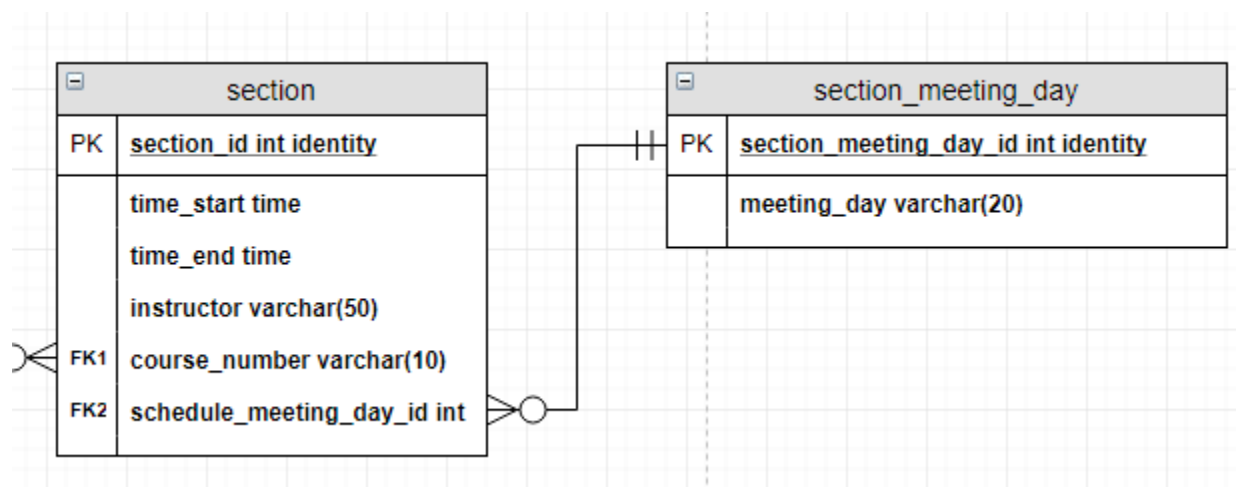 section
PK section_id int identity
time_start time
time_end time
instructor varchar(50)
FK1 course_number varchar(10)
FK2 schedule_meeting_day_id int
section_meeting_day
PK section_meeting_day_id int identity
meeting_day varchar(20)